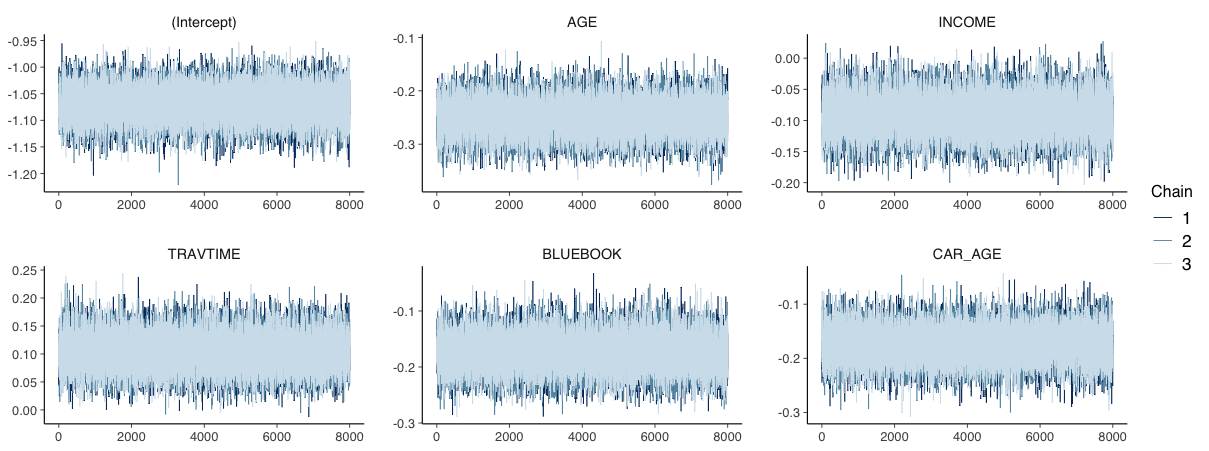 (Intercept)
-0.95
-1.00
-1.05
-1.10
-1.15
-1.20
0 2000 4000 6000 8000
AGE
-0.1
-0.2
-0.3
0 2000 4000 6000 8000
INCOME
0.00
-0.05
-0.10
-0.15
-0.20
0 2000 4000 6000 8000
TRAVTIME
0.25
0.20
0.15
0.10
0.05
0.00
0 2000 4000 6000 8000
BLUEBOOK
-0.1
-0.2
-0.3
0 2000 4000 6000 8000
CAR_AGE
-0.1
-0.2
-0.3
0 2000 4000 6000 8000
Chain
1
2
3